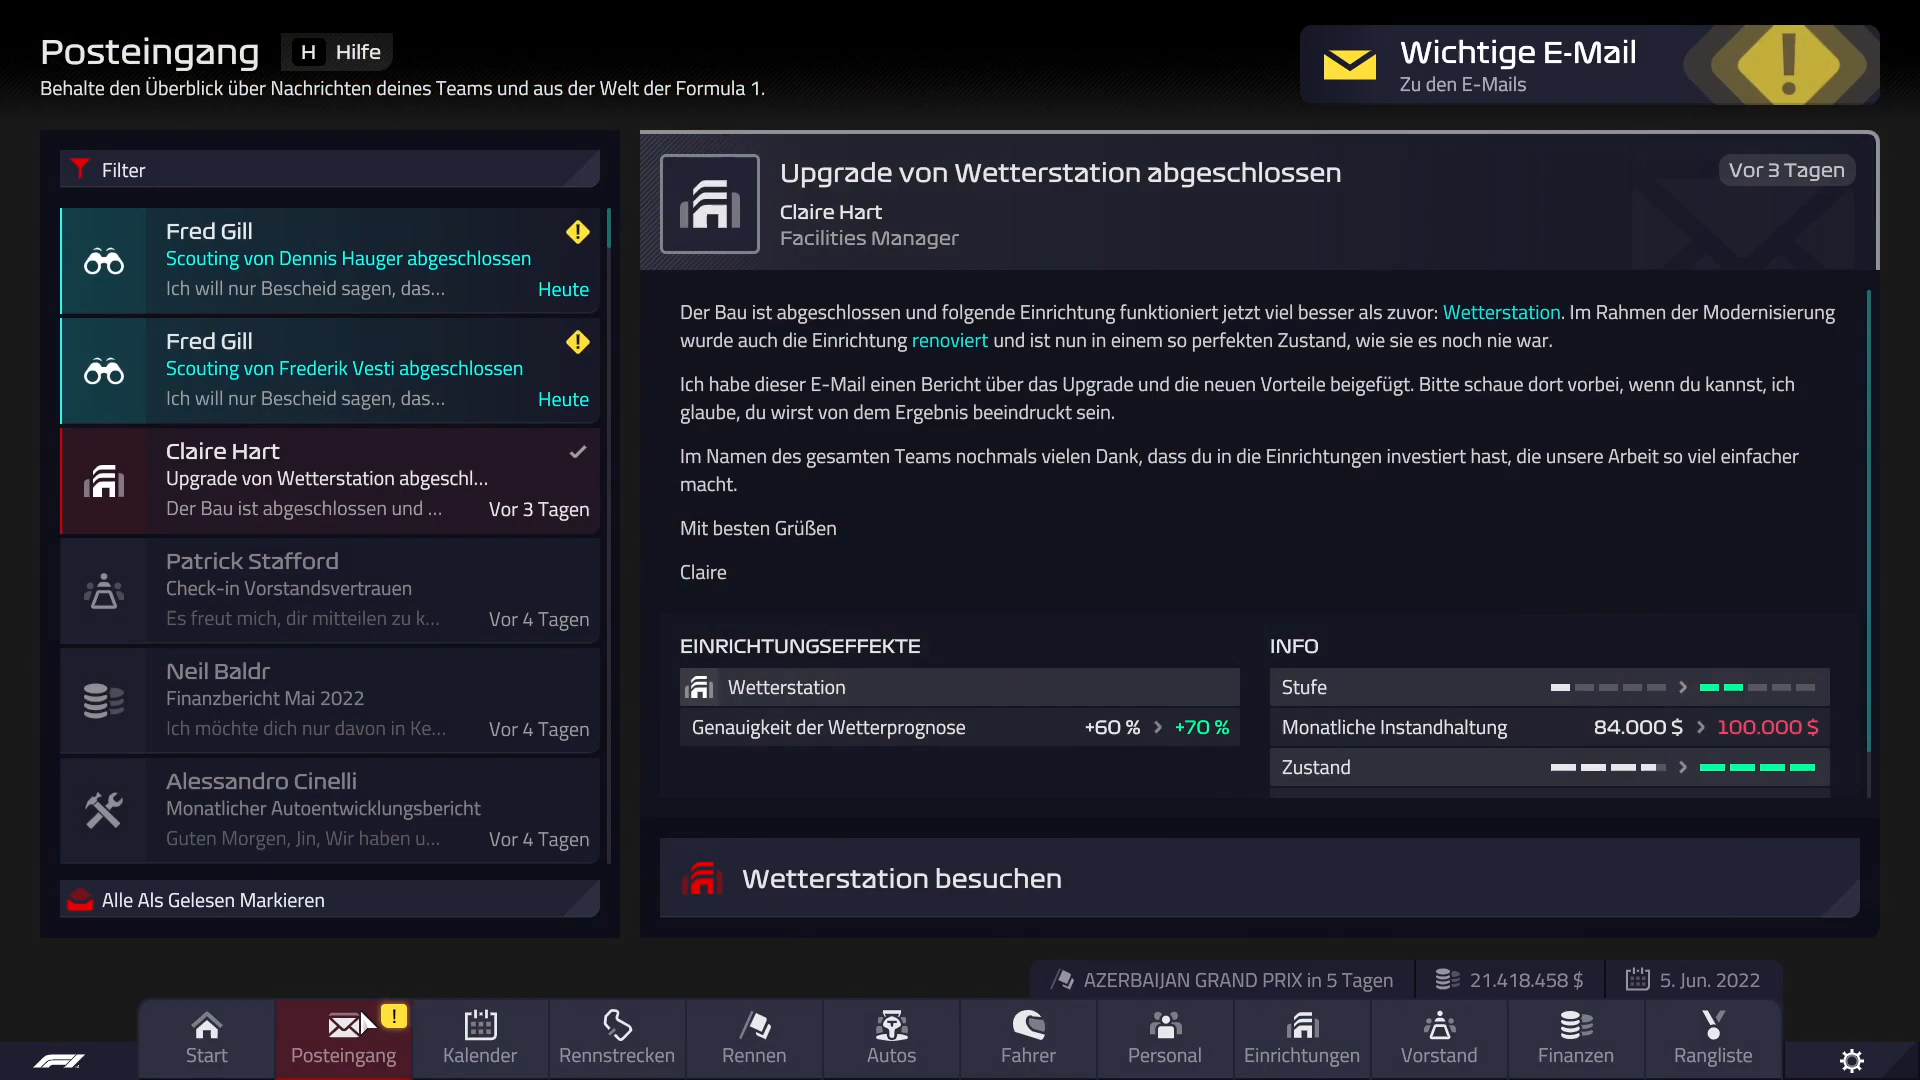 Posteingang
H Hilfe
Behalte den Überblick über Nachrichten deines Teams und aus der Welt der Formula 1.
Wichtige E-Mail
Zu den E-Mails
Filter
Fred Gill
Scouting von Dennis Hauger abgeschlossen
Ich will nur Bescheid sagen, das...
Heute
Fred Gill
Scouting von Frederik Vesti abgeschlossen
Ich will nur Bescheid sagen, das...
Heute
Claire Hart
Upgrade von Wetterstation abgeschl...
Der Bau ist abgeschlossen und ...
Vor 3 Tagen
Patrick Stafford
Check-in Vorstandsvertrauen
Es freut mich, dir mitteilen zu k...
Vor 4 Tagen
Neil Baldr
Finanzbericht Mai 2022
Ich möchte dich nur davon in Ke...
Vor 4 Tagen
Alessandro Cinelli
Monatlicher Autoentwicklungsbericht
Guten Morgen, Jin, Wir haben u...
Vor 4 Tagen
Alle Als Gelesen Markieren
Upgrade von Wetterstation abgeschlossen
Vor 3 Tagen
Claire Hart
Facilities Manager
Der Bau ist abgeschlossen und folgende Einrichtung funktioniert jetzt viel besser als zuvor: Wetterstation. Im Rahmen der Modernisierung
wurde auch die Einrichtung renoviert und ist nun in einem so perfekten Zustand, wie sie es noch nie war.
Ich habe dieser E-Mail einen Bericht über das Upgrade und die neuen Vorteile beigefügt. Bitte schaue dort vorbei, wenn du kannst, ich
glaube, du wirst von dem Ergebnis beeindruckt sein.
Im Namen des gesamten Teams nochmals vielen Dank, dass du in die Einrichtungen investiert hast, die unsere Arbeit so viel einfacher
macht.
Mit besten Grüßen
Claire
EINRICHTUNGSEFFEKTE
Wetterstation
Genauigkeit der Wetterprognose +60 % > +70 %
INFO
Stufe >
Monatliche Instandhaltung 84.000 $ > 100.000 $
Zustand >
Wetterstation besuchen
AZERBAIJAN GRAND PRIX in 5 Tagen
21.418.458 $
5. Jun. 2022
Start
Posteingang
!
Kalender
Rennstrecken
Rennen
Autos
Fahrer
Personal
Einrichtungen
Vorstand
Finanzen
Rangliste